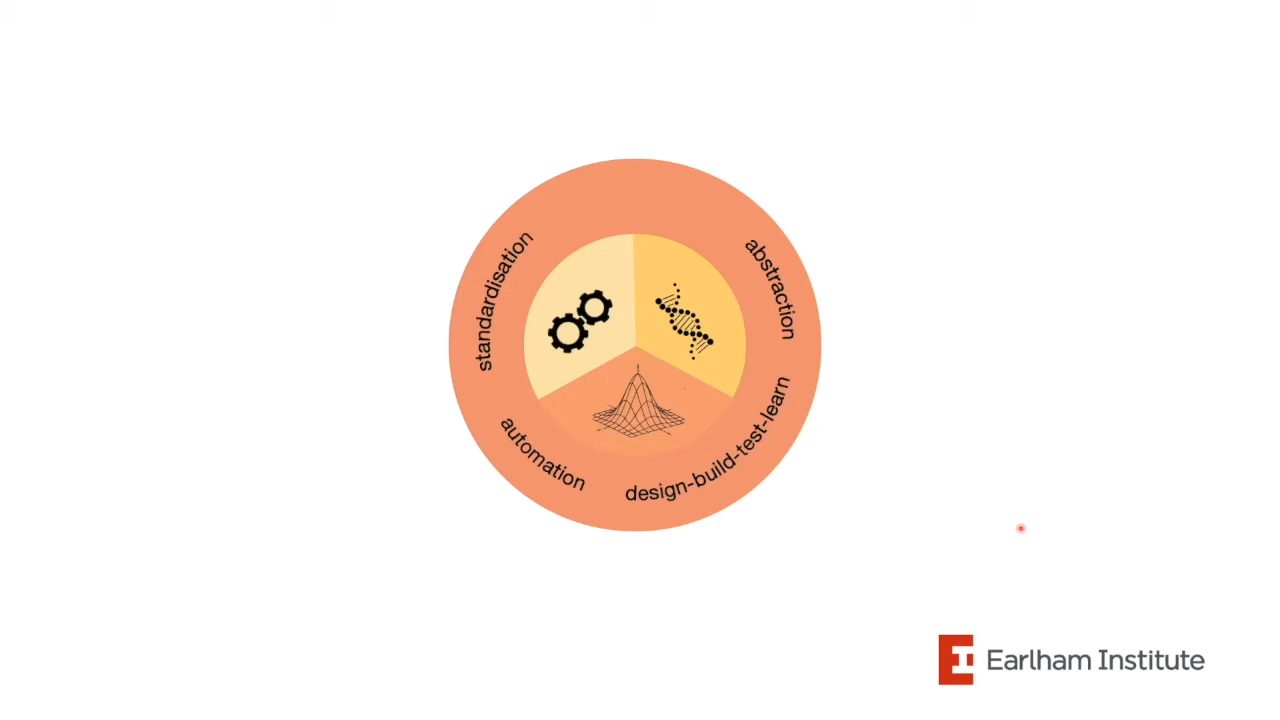 standardisation
abstraction
automation
design-build-test-learn
Earlham Institute